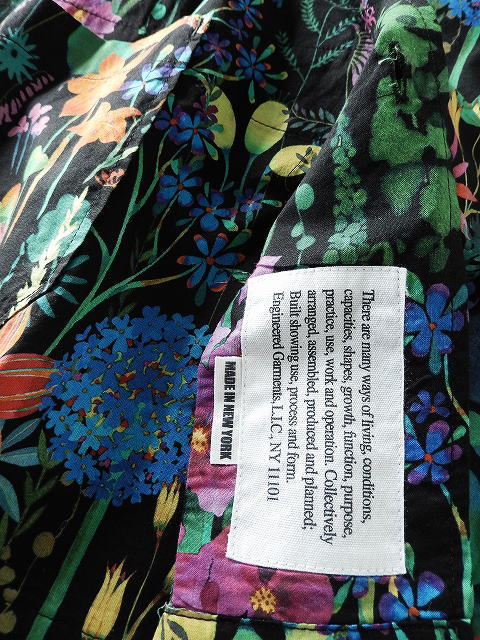 There are many ways of living, conditions,
capacities, shapes, growth, function, purpose,
practice, use, work and operation. Collectively
arranged, assembled, produced and planned;
Built showing use, process and form.
Engineered Garments, L.L.C., NY 11101
MADE IN NEW YORK